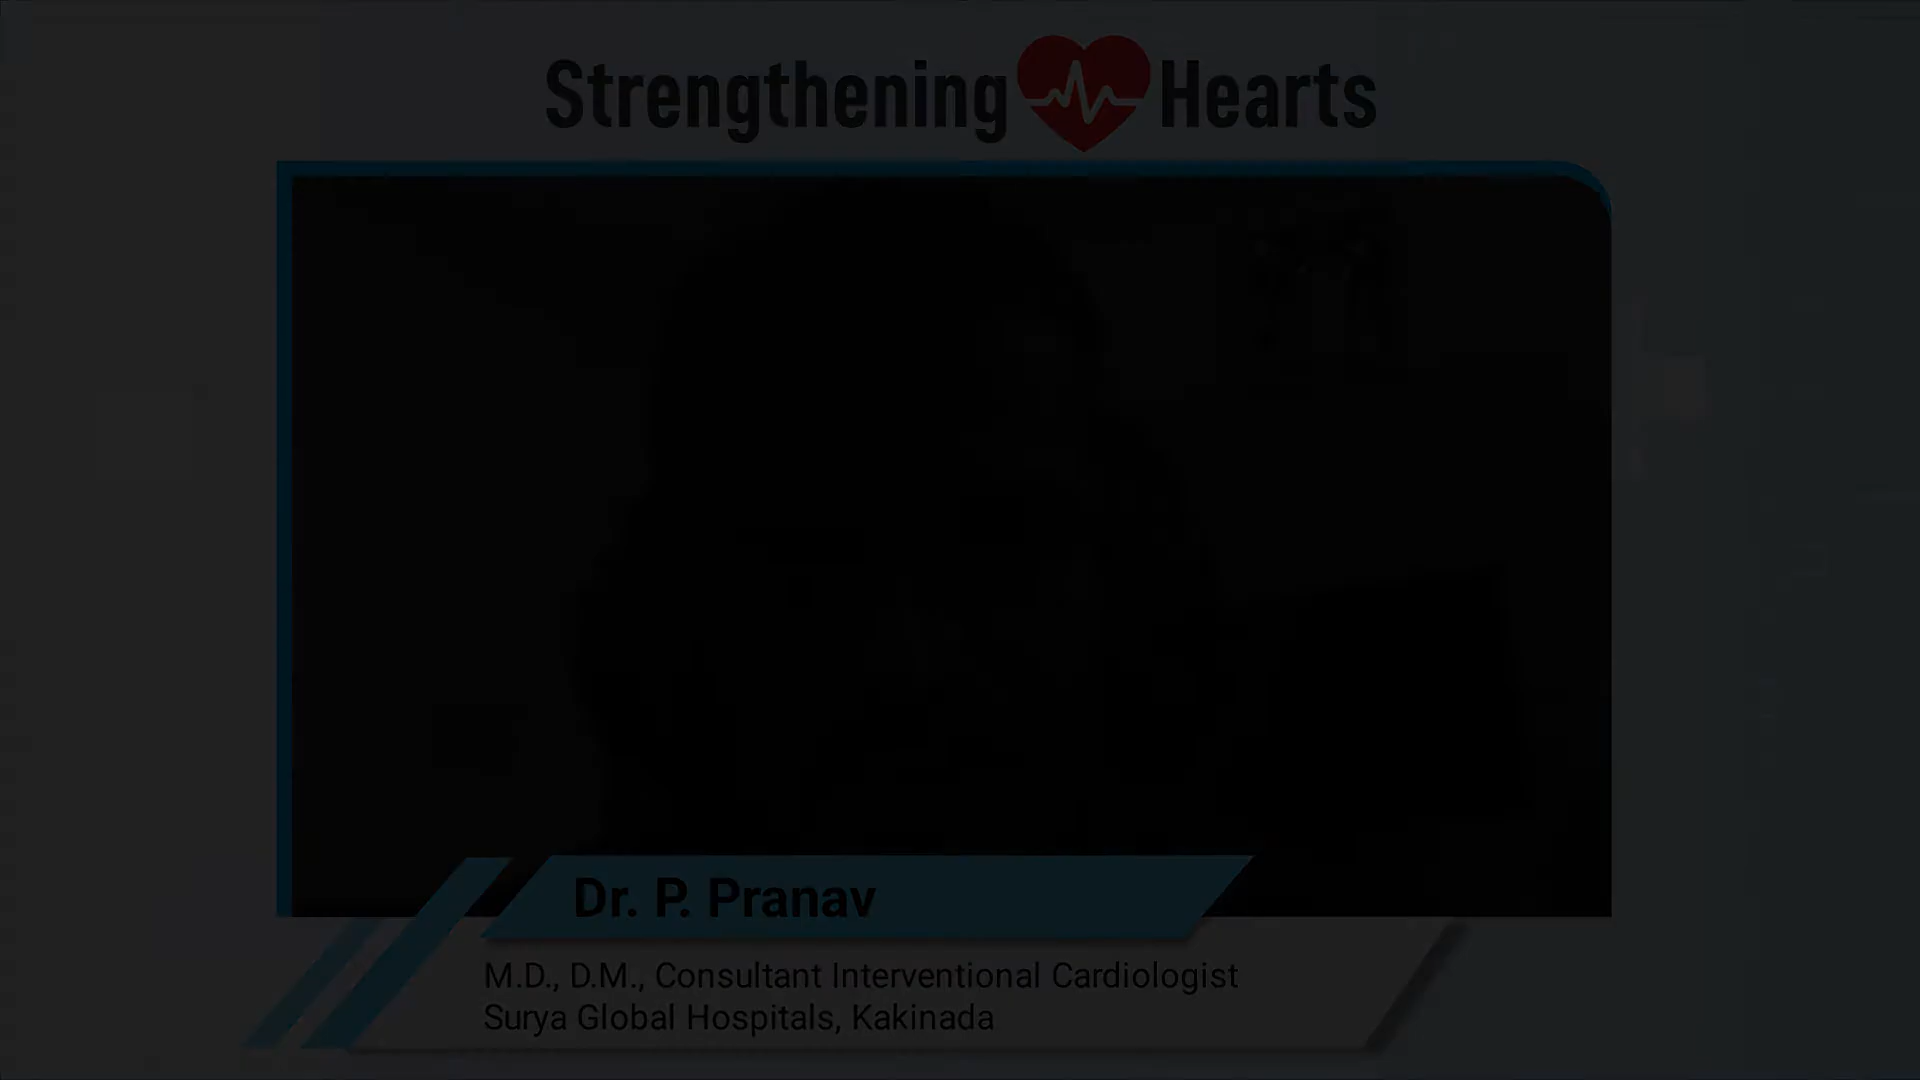 Strengthening Hearts
Dr. P. Pranav
M.D., D.M., Consultant Interventional Cardiologist
Surya Global Hospitals, Kakinada